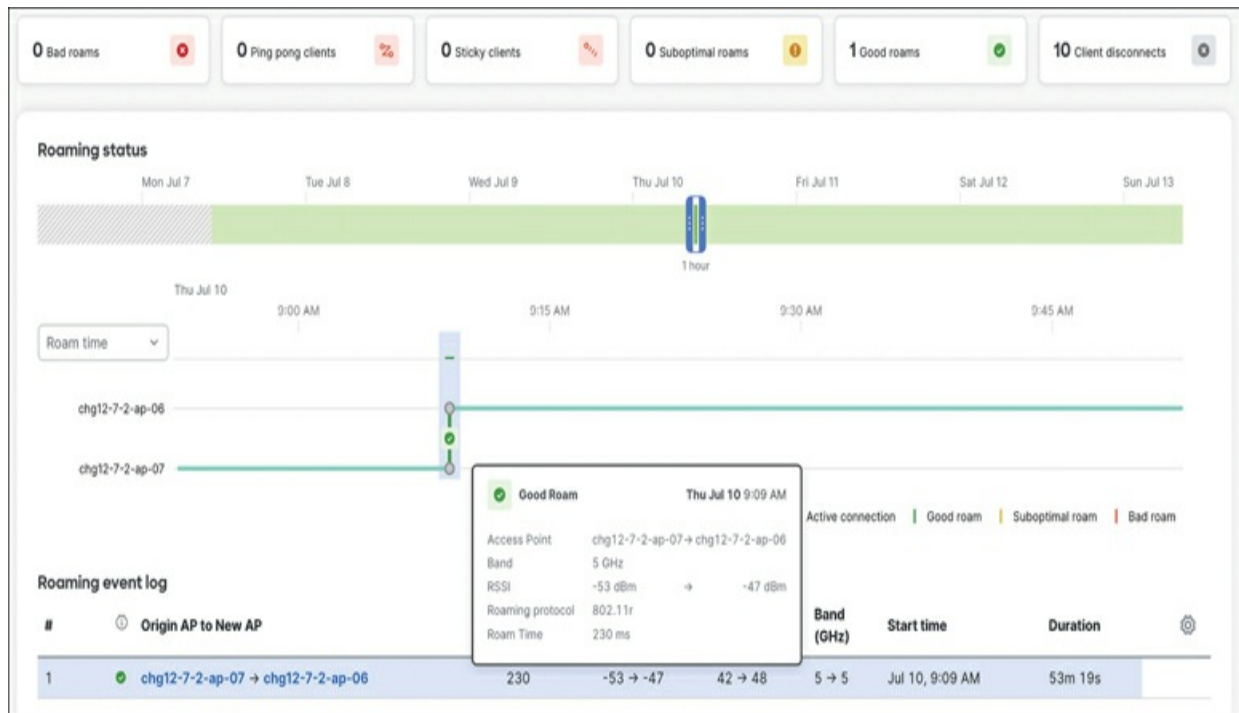 0 Bad roams
0 Ping pong clients
0 Sticky clients
0 Suboptimal roams
1 Good roams
10 Client disconnects
Roaming status
Mon Jul 7
Tue Jul 8
Wed Jul 9
Thu Jul 10
Fri Jul 11
Sat Jul 12
Sun Jul 13
1 hour
Thu Jul 10
9:00 AM
9:15 AM
9:30 AM
9:45 AM
Roam time
chg12-7-2-ap-06
chg12-7-2-ap-07
Good Roam
Thu Jul 10 9:09 AM
Access Point chg12-7-2-ap-07 → chg12-7-2-ap-06
Band 5 GHz
RSSI -53 dBm → -47 dBm
Roaming protocol 802.11r
Roam Time 230 ms
Active connection | Good roam | Suboptimal roam | Bad roam
Roaming event log
# Origin AP to New AP
Band
(GHz)
Start time
Duration
1 chg12-7-2-ap-07 → chg12-7-2-ap-06 230 -53 → -47 42 → 48 5 → 5 Jul 10, 9:09 AM 53m 19s